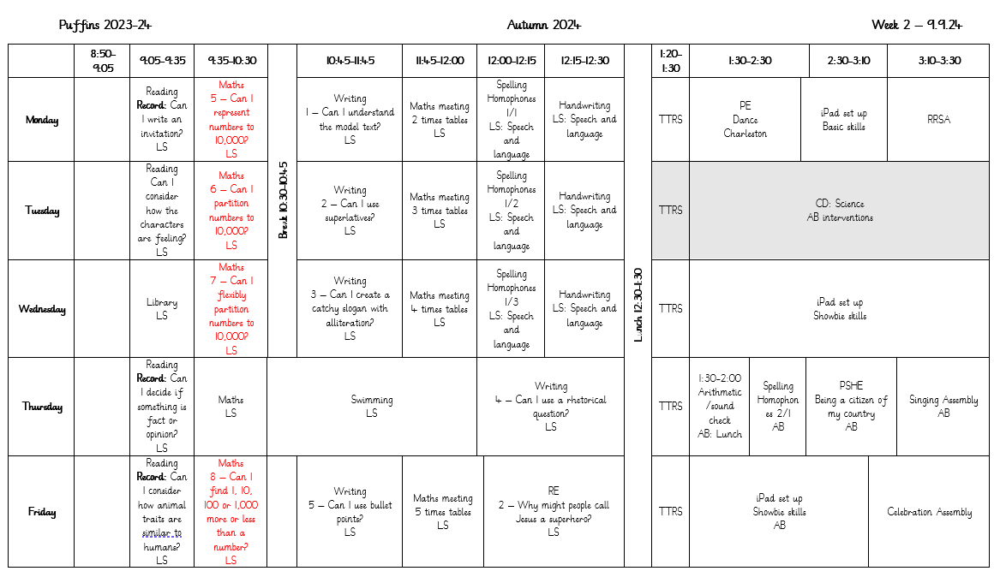 Puffins 2023-24
Autumn 2024
Week 2 – 9.9.24
8:50-
9:05
9:05-9:35
9:35-10:30
10:45-11:45
11:45-12:00
12:00-12:15
12:15-12:30
1:20-
1:30
1:30-2:30
2:30-3:10
3:10-3:30
Break 10:30-10:45
Lunch 12:30-1:30
Monday
Reading
Record: Can
I write an
invitation?
LS
Maths
5 – Can I
represent
numbers to
10,000?
LS
Writing
1 – Can I understand
the model text?
LS
Maths meeting
2 times tables
LS
Spelling
Homophones
1/1
LS: Speech
and
language
Handwriting
LS: Speech and
language
TTRS
PE
Dance
Charleston
iPad set up
Basic skills
RRSA
Tuesday
Reading
Can I
consider
how the
characters
are feeling?
LS
Maths
6 – Can I
partition
numbers to
10,000?
LS
Writing
2 – Can I use
superlatives?
LS
Maths meeting
3 times tables
LS
Spelling
Homophones
1/2
LS: Speech
and
language
Handwriting
LS: Speech and
language
TTRS
CD: Science
AB interventions
Wednesday
Library
LS
Maths
7 – Can I
flexibly
partition
numbers to
10,000?
LS
Writing
3 – Can I create a
catchy slogan with
alliteration?
LS
Maths meeting
4 times tables
LS
Spelling
Homophones
1/3
LS: Speech
and
language
Handwriting
LS: Speech and
language
TTRS
iPad set up
Showbie skills
Thursday
Reading
Record: Can
I decide if
something is
fact or
opinion?
LS
Maths
LS
Swimming
LS
Writing
4 – Can I use a rhetorical
question?
LS
TTRS
1:30-2:00
Arithmetic
/sound
check
AB: Lunch
Spelling
Homophon
es 2/1
AB
PSHE
Being a citizen of
my country
AB
Singing Assembly
AB
Friday
Reading
Record: Can
I consider
how animal
traits are
similar to
humans?
LS
Maths
8 – Can I
find 1, 10,
100 or 1,000
more or less
than a
number?
LS
Writing
5 – Can I use bullet
points?
LS
Maths meeting
5 times tables
LS
RE
2 – Why might people call
Jesus a superhero?
LS
TTRS
iPad set up
Showbie skills
AB
Celebration Assembly